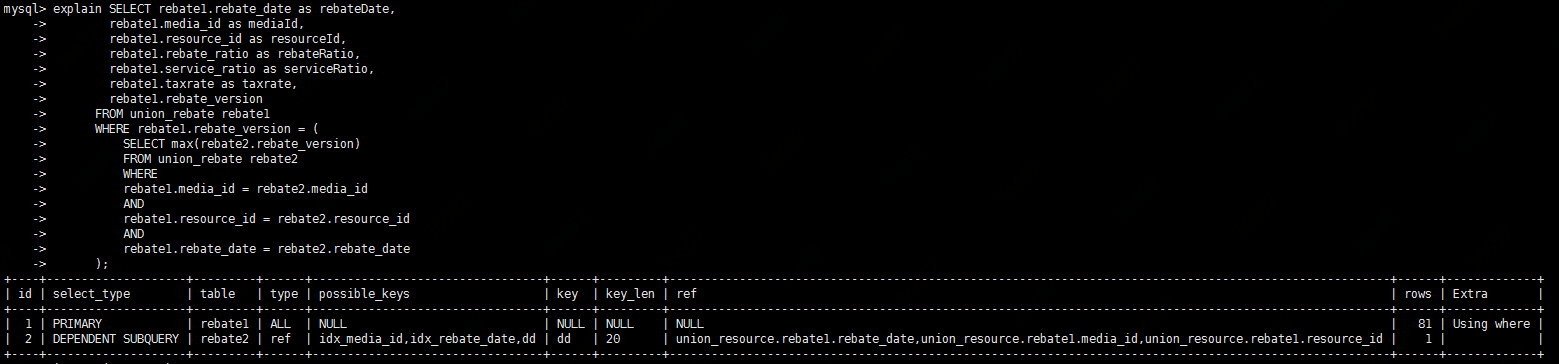 mysql> explain SELECT rebate1.rebate_date as rebateDate,
    ->         rebate1.media_id as mediaId,
    ->         rebate1.resource_id as resourceId,
    ->         rebate1.rebate_ratio as rebateRatio,
    ->         rebate1.service_ratio as serviceRatio,
    ->         rebate1.taxrate as taxrate,
    ->         rebate1.rebate_version
    ->       FROM union_rebate rebate1
    ->       WHERE rebate1.rebate_version = (
    ->           SELECT max(rebate2.rebate_version)
    ->           FROM union_rebate rebate2
    ->           WHERE
    ->           rebate1.media_id = rebate2.media_id
    ->           AND
    ->           rebate1.resource_id = rebate2.resource_id
    ->           AND
    ->           rebate1.rebate_date = rebate2.rebate_date
    ->       );
| id | select_type        | table   | type | possible_keys                   | key  | key_len | ref | rows | Extra       |
|  1 | PRIMARY            | rebate1 | ALL  | NULL                            | NULL | NULL    | NULL |   81 | Using where |
|  2 | DEPENDENT SUBQUERY | rebate2 | ref  | idx_media_id,idx_rebate_date,dd | dd   | 20      | union_resource.rebate1.rebate_date,union_resource.rebate1.media_id,union_resource.rebate1.resource_id |    1 |             |